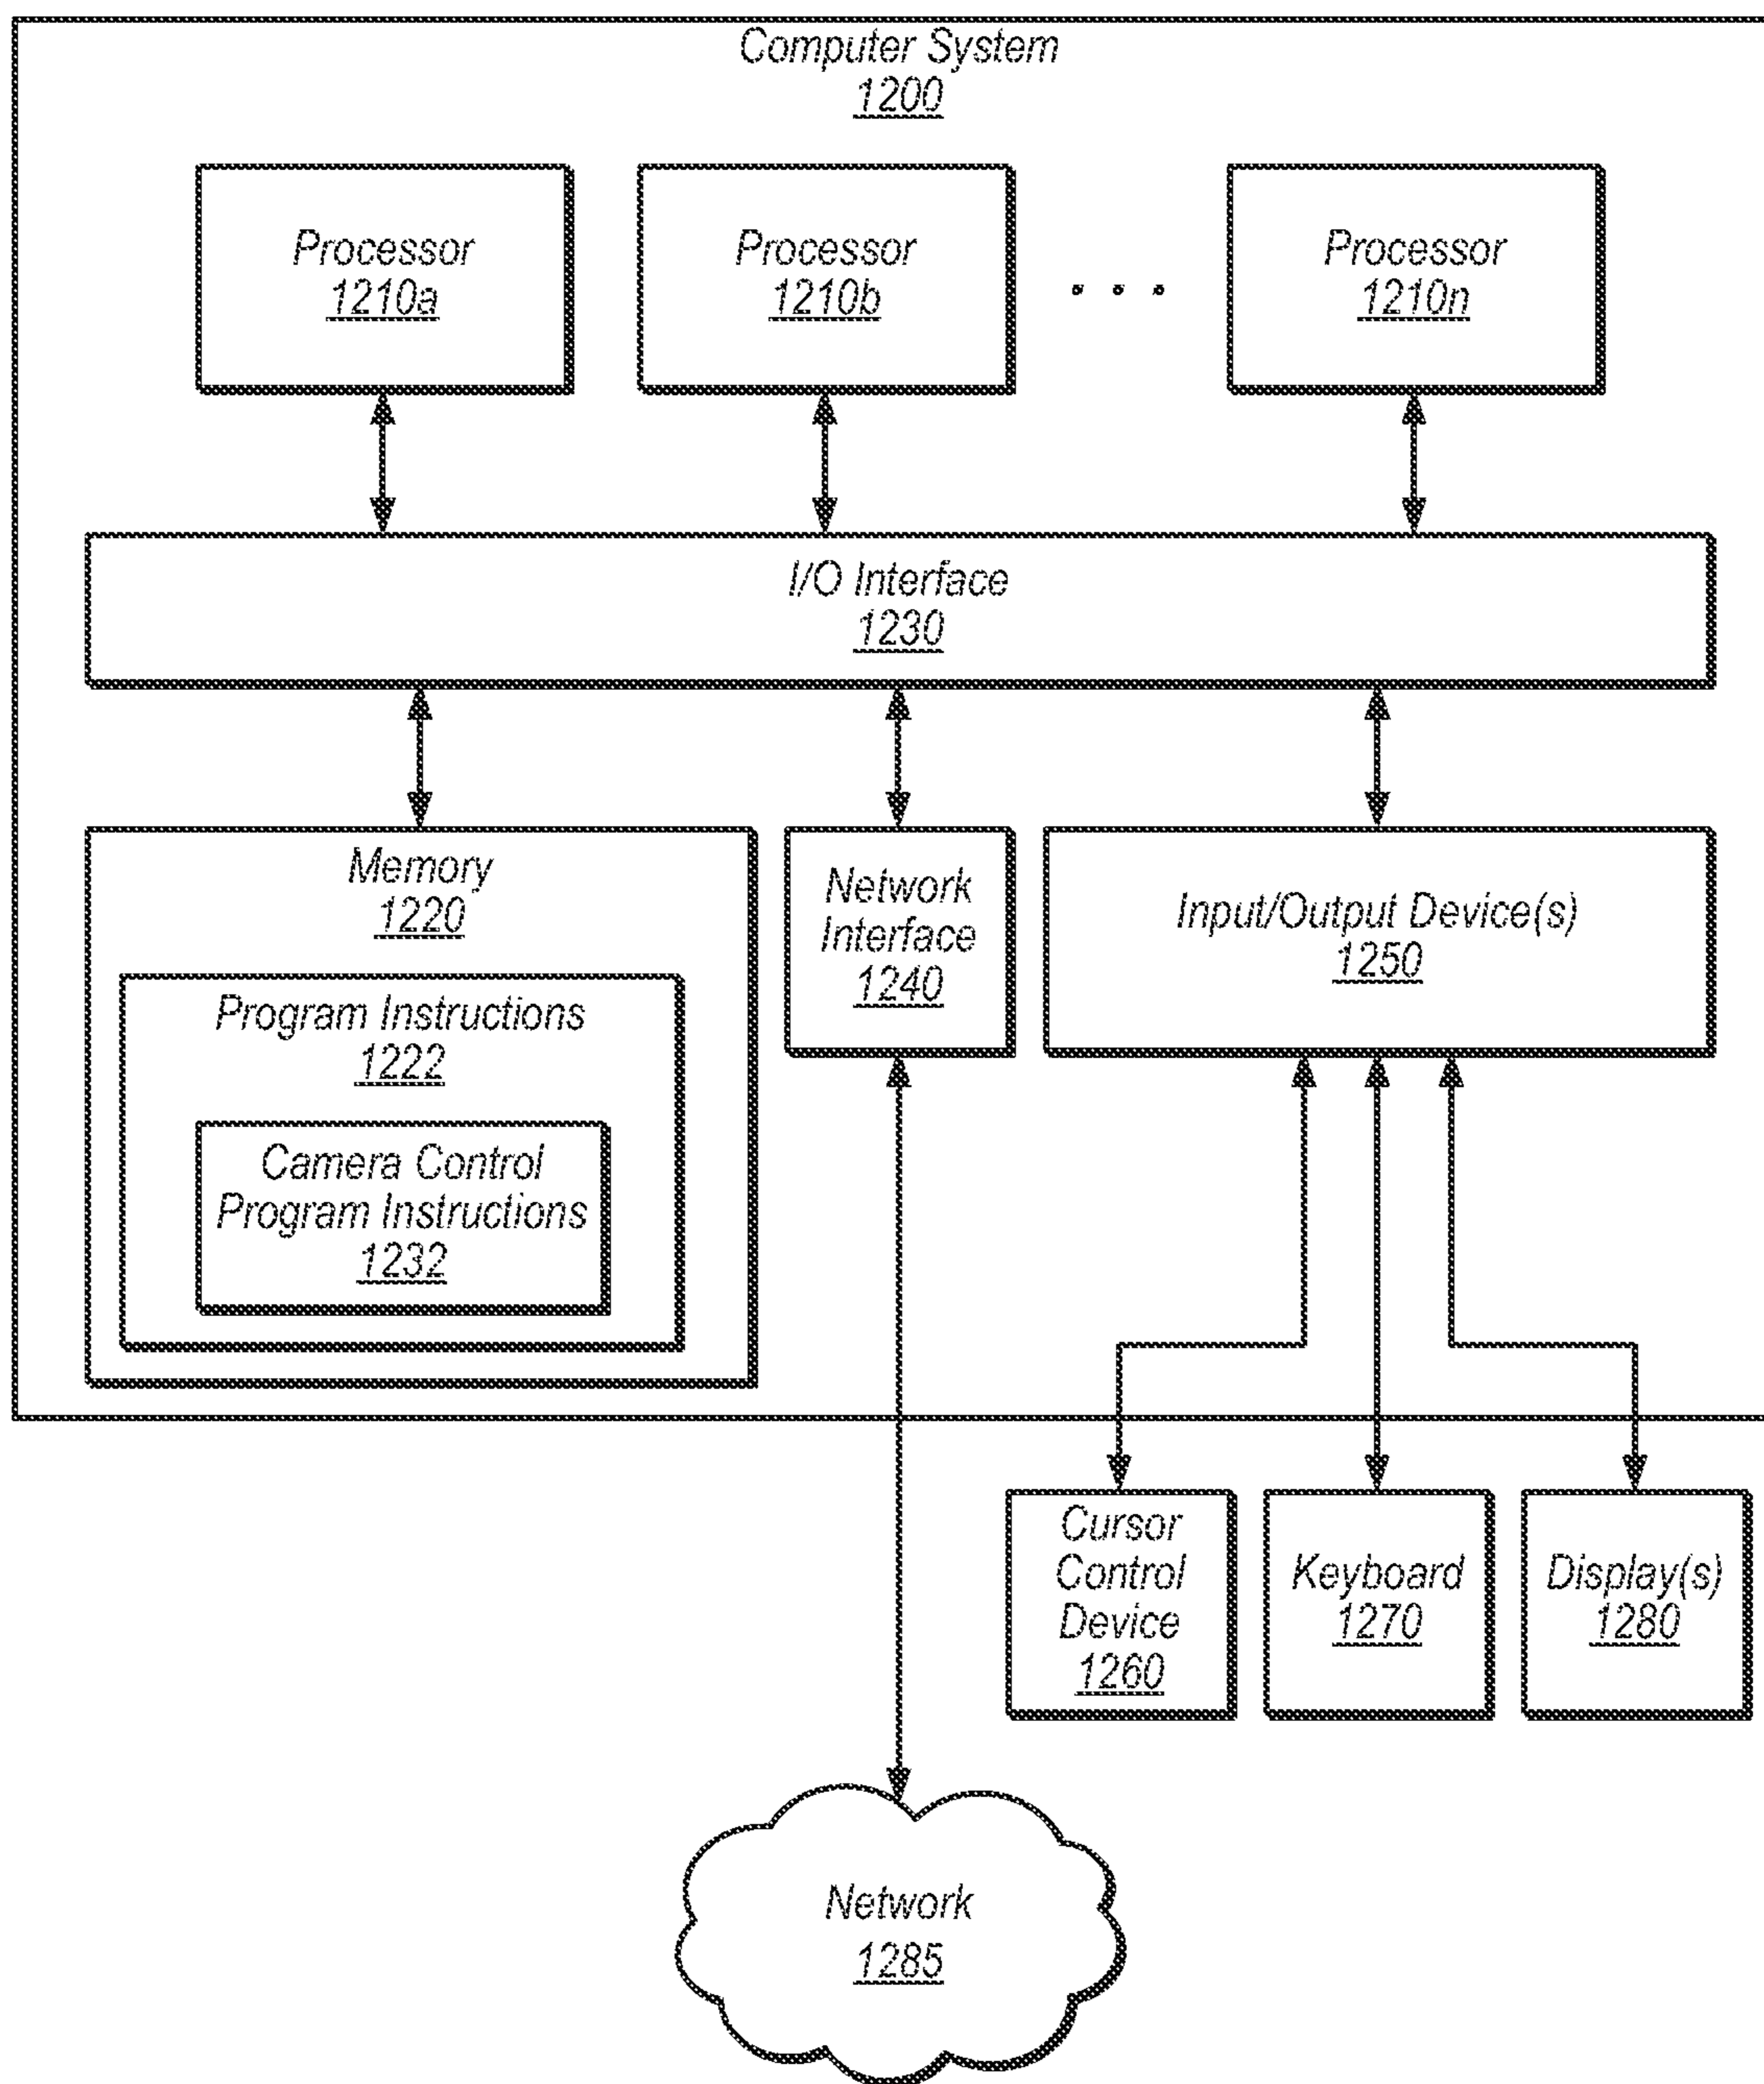 Computer System
1200
Processor
1210a
Processor
1210b
. . .
Processor
1210n
I/O Interface
1230
Memory
1220
Program Instructions
1222
Camera Control
Program Instructions
1232
Network
Interface
1240
Input/Output Device(s)
1250
Cursor
Control
Device
1260
Keyboard
1270
Display(s)
1280
Network
1285